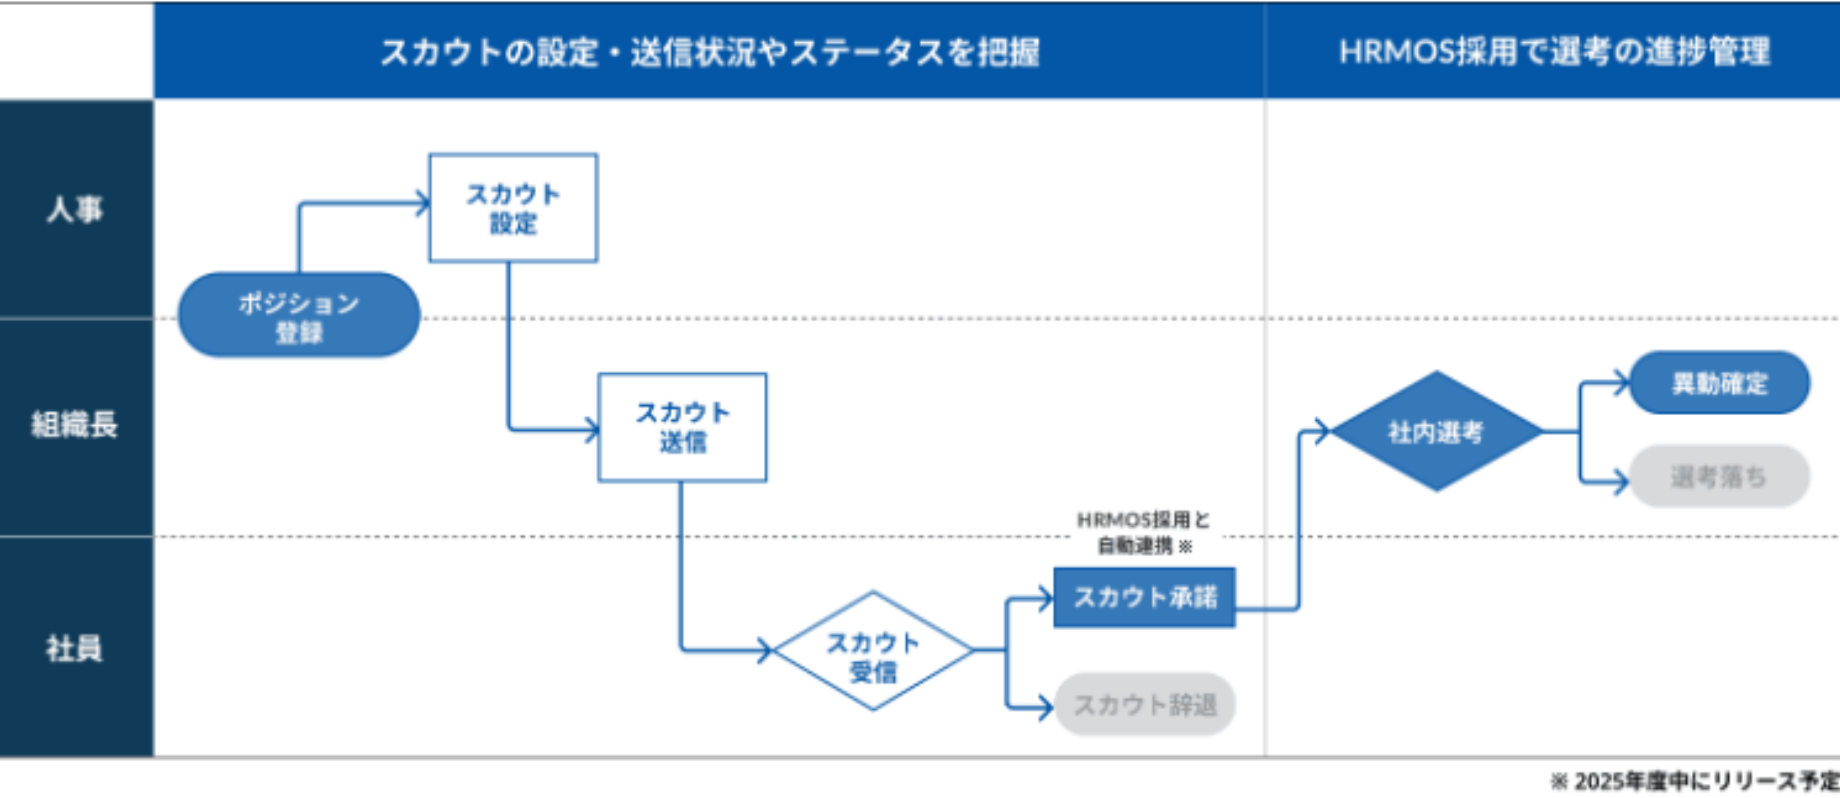 スカウトの設定・送信状況やステータスを把握
HRMOS採用で選考の進捗管理
人事
スカウト
設定
ポジション
登録
組織長
スカウト
送信
社内選考
異動確定
選考落ち
HRMOS採用と
自動連携 ※
社員
スカウト
受信
スカウト承諾
スカウト辞退
※ 2025年度中にリリース予定